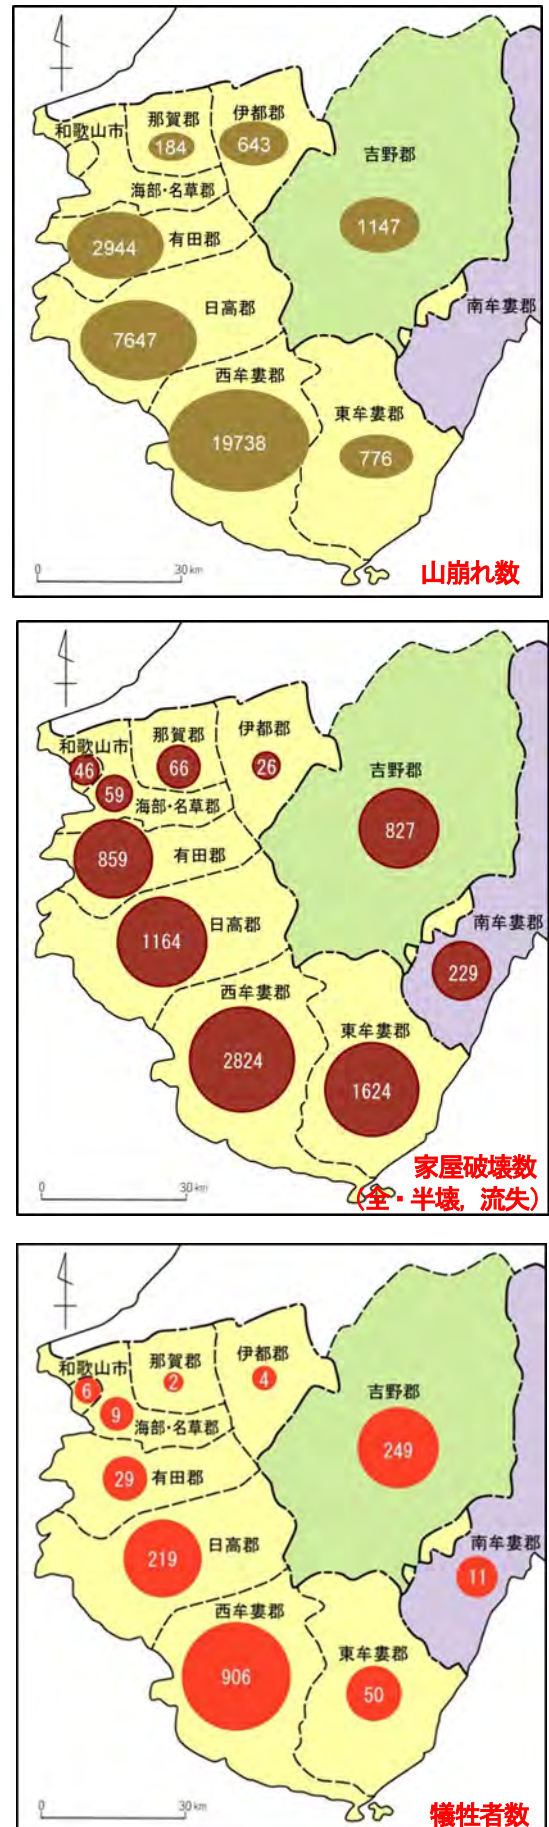 和歌山市
那賀郡
184
伊都郡
643
海部・名草郡
吉野郡
1147
2944
有田郡
日高郡
7647
南牟婁郡
西牟婁郡
19738
東牟婁郡
776
0
30km
山崩れ数
和歌山市
46
59
那賀郡
66
伊都郡
26
海部・名草郡
吉野郡
827
859
有田郡
日高郡
1164
南牟婁郡
229
西牟婁郡
2824
東牟婁郡
1624
0
30km
家屋破壊数
(全・半壊, 流失)
和歌山市
6
9
那賀郡
2
伊都郡
4
海部・名草郡
吉野郡
249
29
有田郡
日高郡
219
南牟婁郡
11
西牟婁郡
906
東牟婁郡
50
0
30km
犠牲者数